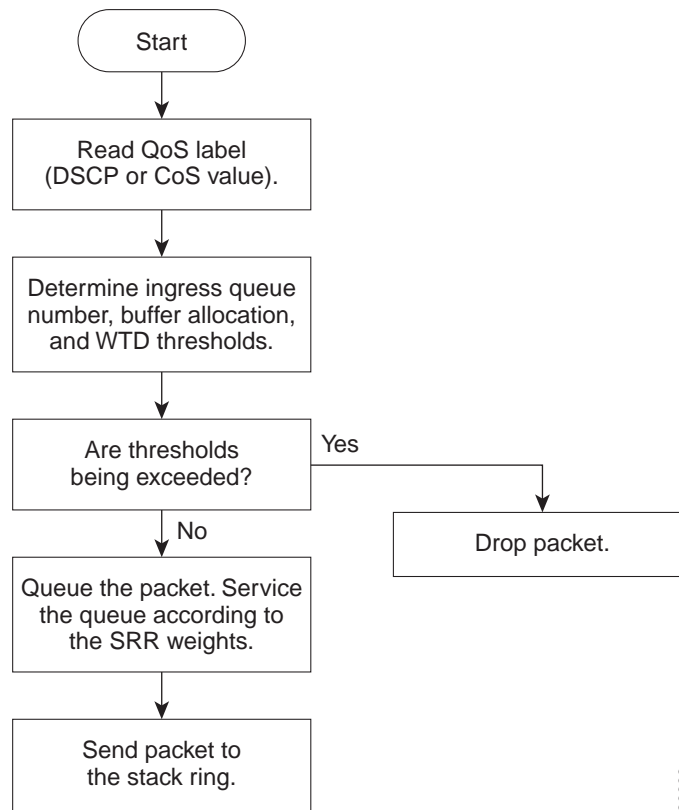 Start
Read QoS label
(DSCP or CoS value).
Determine ingress queue
number, buffer allocation,
and WTD thresholds.
Are thresholds
being exceeded?
Yes
No
Drop packet.
Queue the packet. Service
the queue according to
the SRR weights.
Send packet to
the stack ring.